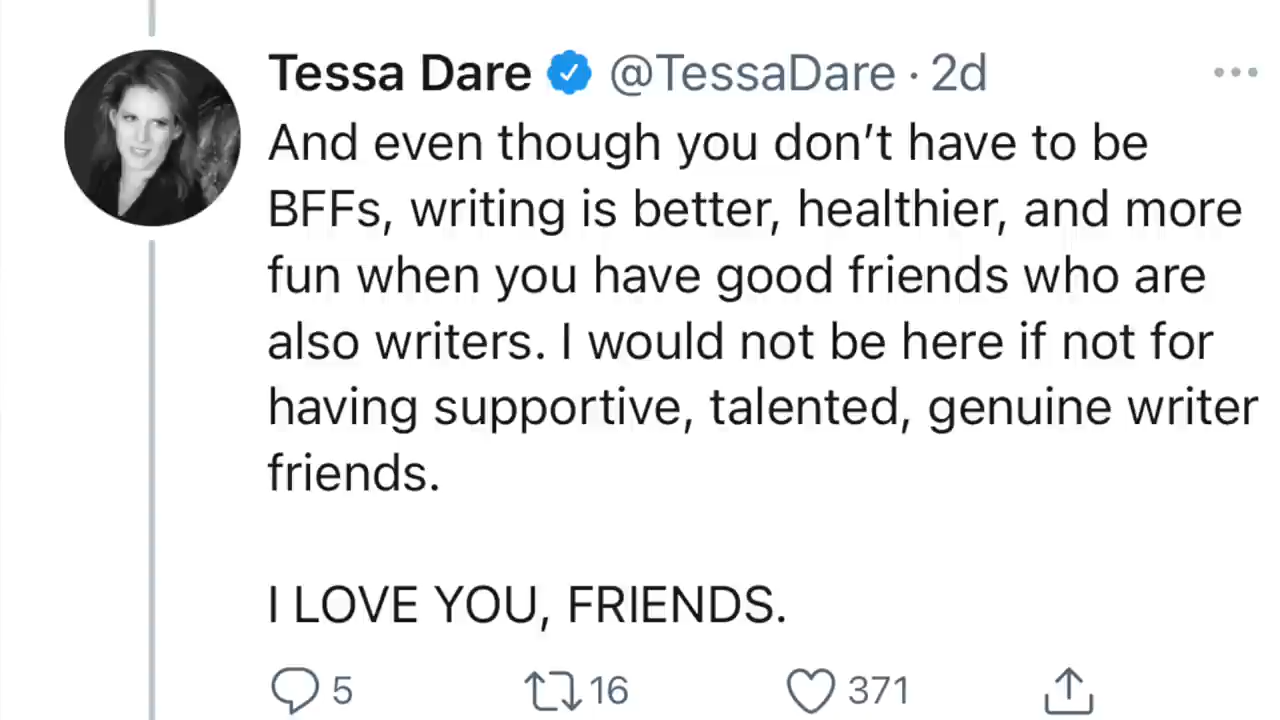 Tessa Dare @TessaDare · 2d
And even though you don’t have to be
BFFs, writing is better, healthier, and more
fun when you have good friends who are
also writers. I would not be here if not for
having supportive, talented, genuine writer
friends.
I LOVE YOU, FRIENDS.
5 16 371